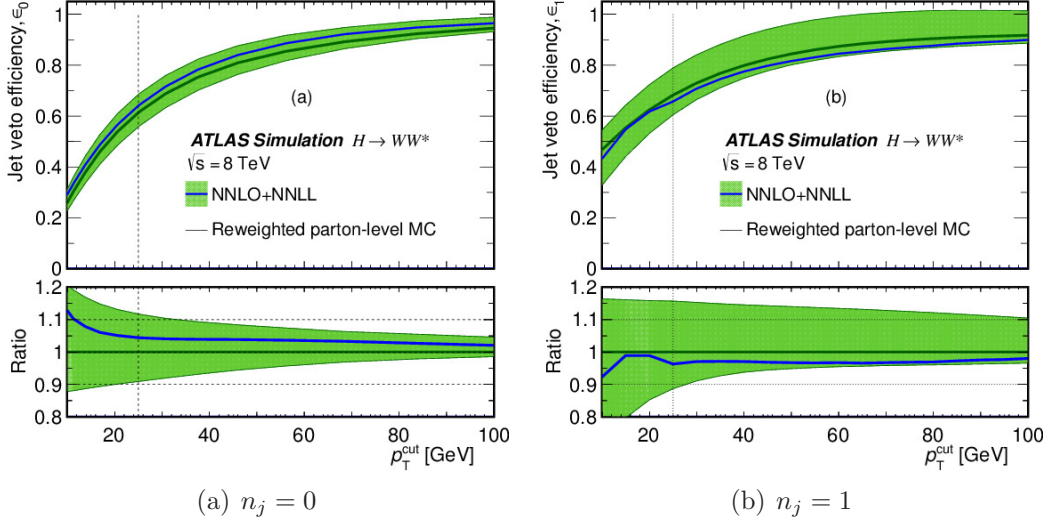 Jet veto efficiency, ε₀
1
0.8
0.6
0.4
0.2
0
(a)
ATLAS Simulation H → WW*
√s = 8 TeV
NNLO+NNLL
Reweighted parton-level MC
Ratio
1.2
1.1
1
0.9
0.8
20 40 60 80 100
p_T^cut [GeV]
(a) n_j = 0
Jet veto efficiency, ε₁
1
0.8
0.6
0.4
0.2
0
(b)
ATLAS Simulation H → WW*
√s = 8 TeV
NNLO+NNLL
Reweighted parton-level MC
Ratio
1.2
1.1
1
0.9
0.8
20 40 60 80 100
p_T^cut [GeV]
(b) n_j = 1